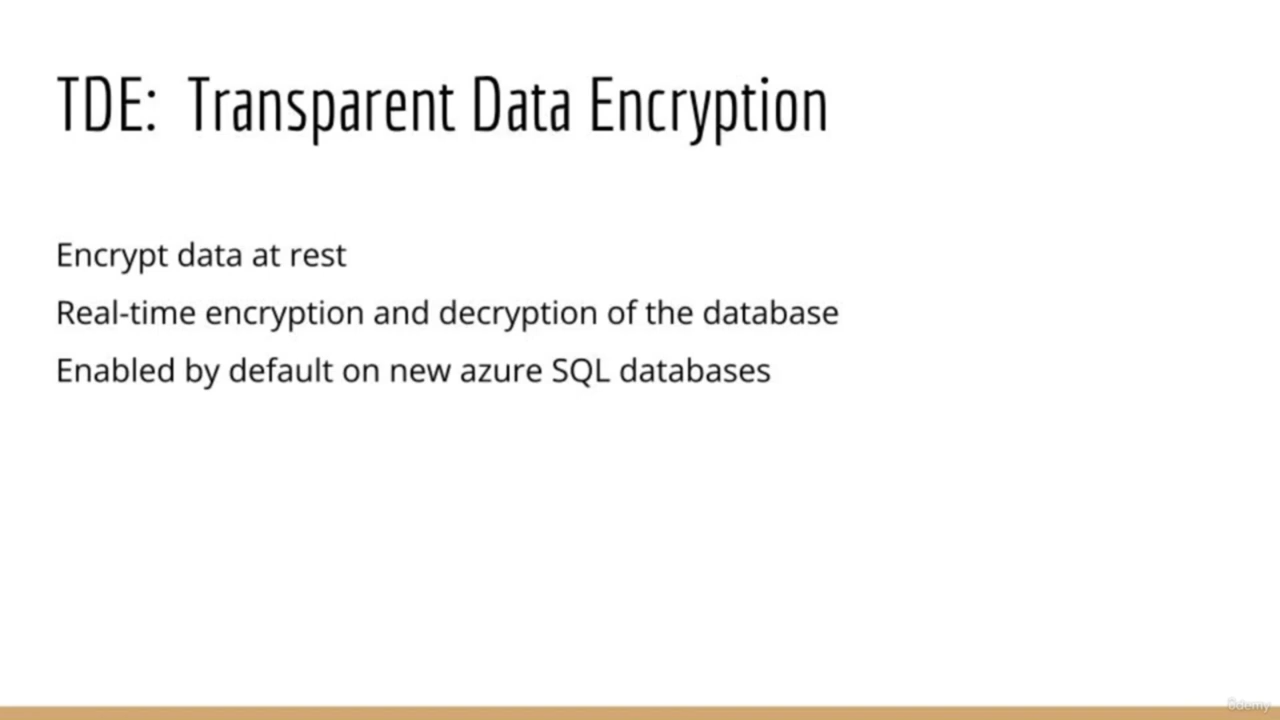 TDE: Transparent Data Encryption
Encrypt data at rest
Real-time encryption and decryption of the database
Enabled by default on new azure SQL databases
ûdemy